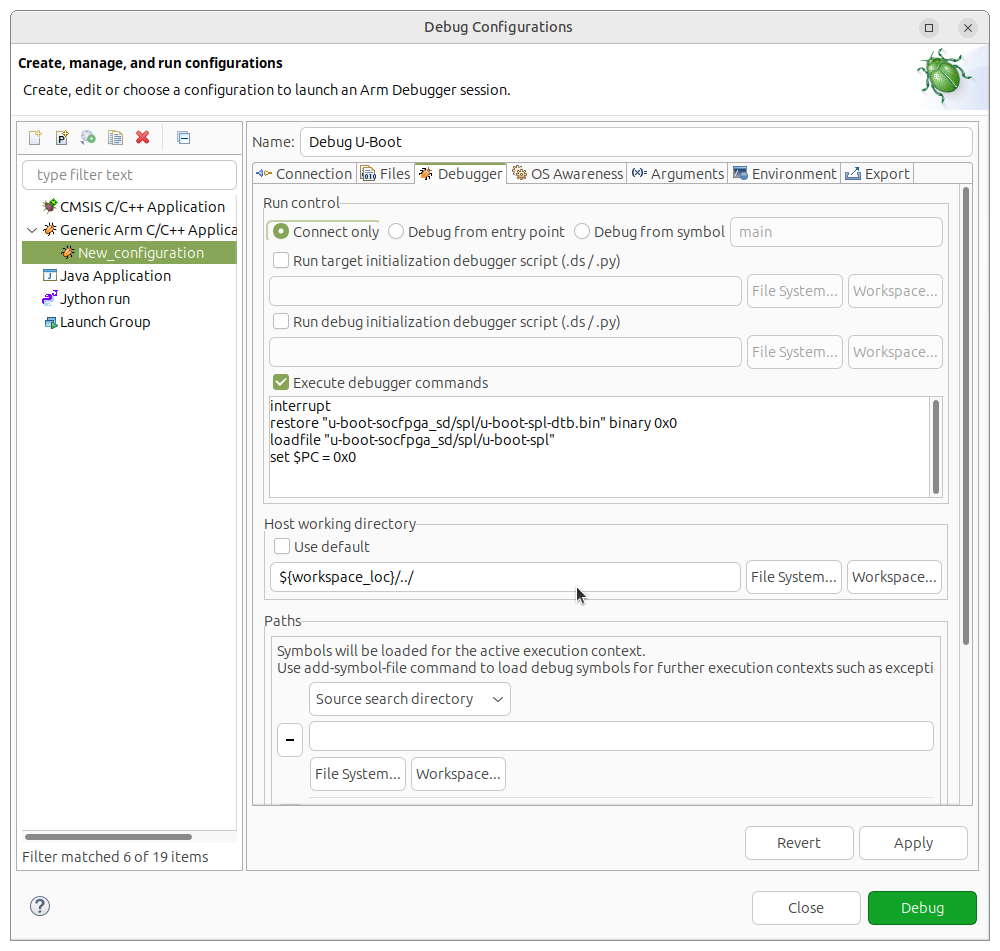 Debug Configurations
Create, manage, and run configurations
Create, edit or choose a configuration to launch an Arm Debugger session.
type filter text
CMSIS C/C++ Application
Generic Arm C/C++ Applica
New_configuration
Java Application
Jython run
Launch Group
Filter matched 6 of 19 items
Name: Debug U-Boot
Connection Files Debugger OS Awareness Arguments Environment Export
Run control
Connect only Debug from entry point Debug from symbol main
Run target initialization debugger script (.ds / .py)
File System... Workspace...
Run debug initialization debugger script (.ds / .py)
File System... Workspace...
Execute debugger commands
interrupt
restore "u-boot-socfpga_sd/spl/u-boot-spl-dtb.bin" binary 0x0
loadfile "u-boot-socfpga_sd/spl/u-boot-spl"
set $PC = 0x0
Host working directory
Use default
${workspace_loc}/../ File System... Workspace...
Paths
Symbols will be loaded for the active execution context.
Use add-symbol-file command to load debug symbols for further execution contexts such as excepti
Source search directory
File System... Workspace...
Revert Apply
Close Debug